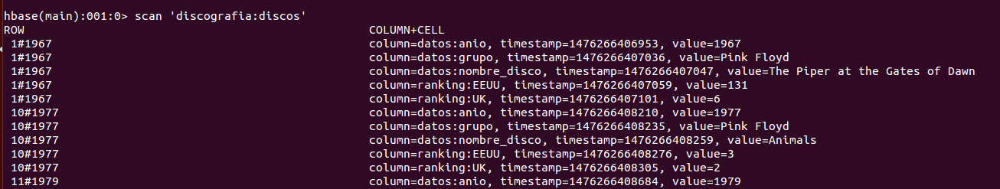 hbase(main):001:0> scan 'discografia:discos'
ROW COLUMN+CELL
1#1967 column=datos:anio, timestamp=1476266406953, value=1967
1#1967 column=datos:grupo, timestamp=1476266407036, value=Pink Floyd
1#1967 column=datos:nombre_disco, timestamp=1476266407047, value=The Piper at the Gates of Dawn
1#1967 column=ranking:EEUU, timestamp=1476266407059, value=131
1#1967 column=ranking:UK, timestamp=1476266407101, value=6
10#1977 column=datos:anio, timestamp=1476266408210, value=1977
10#1977 column=datos:grupo, timestamp=1476266408235, value=Pink Floyd
10#1977 column=datos:nombre_disco, timestamp=1476266408259, value=Animals
10#1977 column=ranking:EEUU, timestamp=1476266408276, value=3
10#1977 column=ranking:UK, timestamp=1476266408305, value=2
11#1979 column=datos:anio, timestamp=1476266408684, value=1979